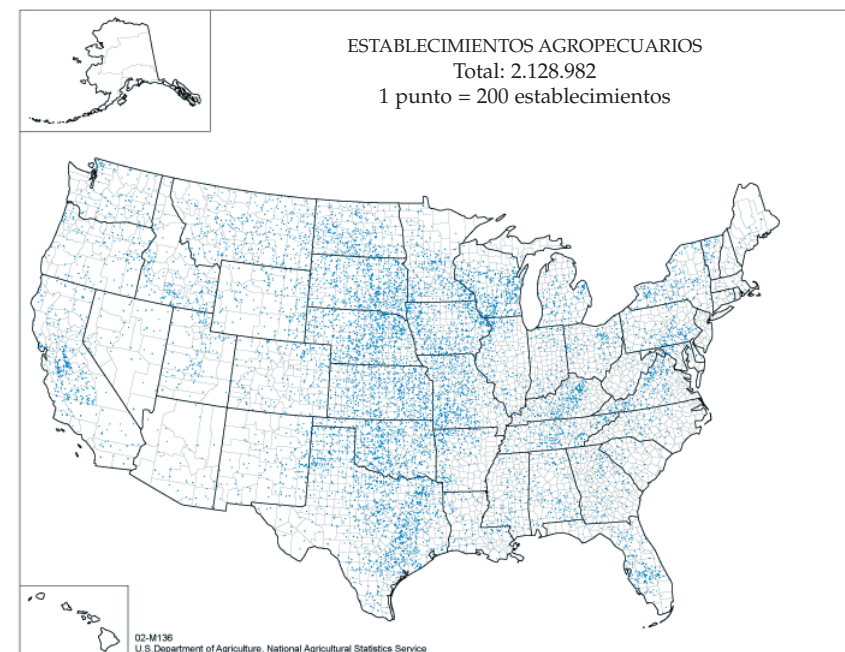 ESTABLECIMIENTOS AGROPECUARIOS
Total: 2.128.982
1 punto = 200 establecimientos
02-M136
U.S.Department of Agriculture, National Agricultural Statistics Service